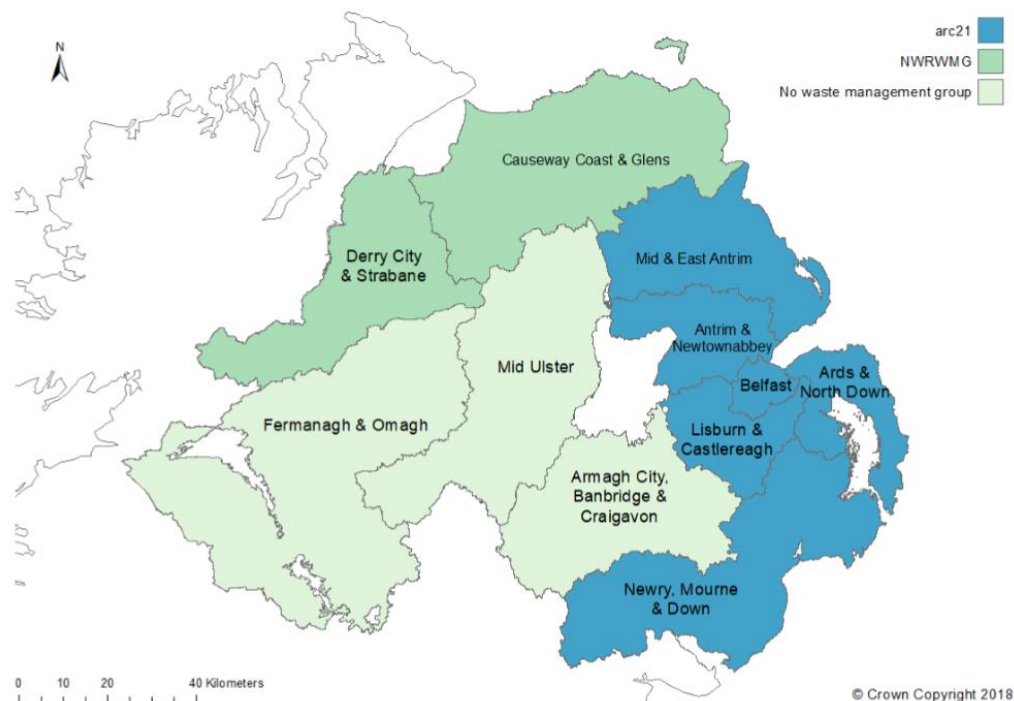 N
arc21
NWRWMG
No waste management group
Causeway Coast & Glens
Derry City
& Strabane
Mid & East Antrim
Antrim &
Newtownabbey
Mid Ulster
Belfast
Ards &
North Down
Fermanagh & Omagh
Lisburn &
Castlereagh
Armagh City,
Banbridge &
Craigavon
Newry, Mourne
& Down
0 10 20 40 Kilometers
© Crown Copyright 2018